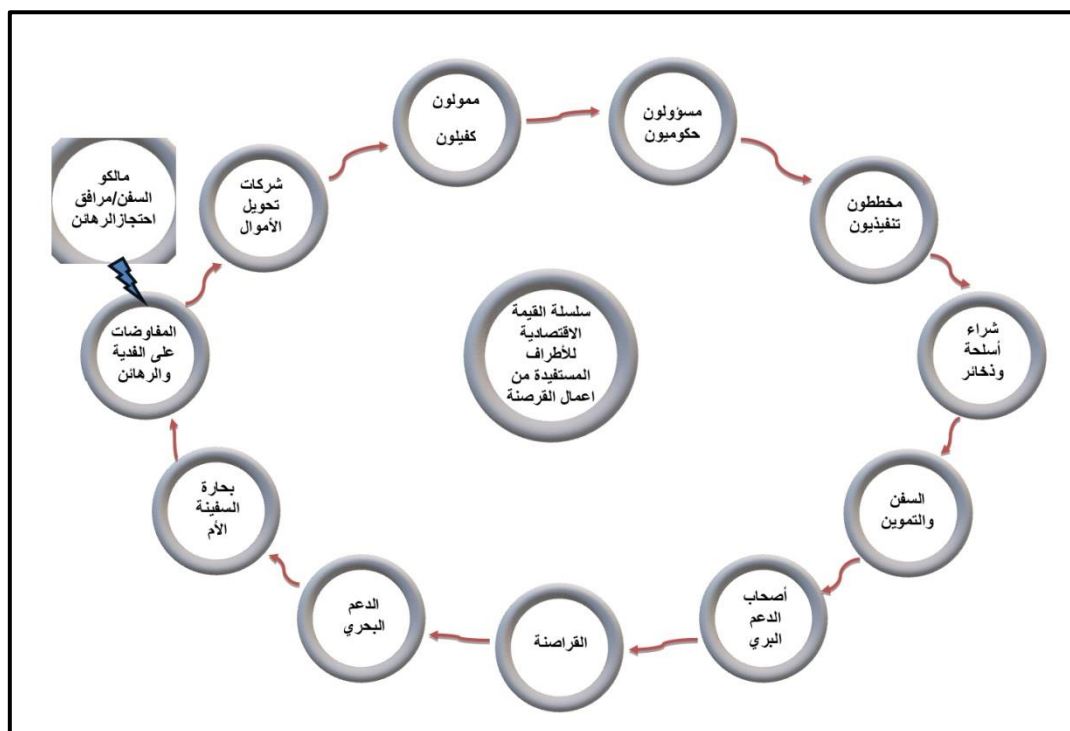 ممولون
كفيلون
مسؤولون
حكوميون
مخططون
تنفيذيون
شراء
أسلحة
وذخائر
السفن
والتموين
أصحاب
الدعم
البري
القراصنة
الدعم
البحري
بحارة
السفينة
الأم
المفاوضات
على الفدية
والرهائن
مالكو
السفن/مرافق
احتجازالرهائن
شركات
تحويل
الأموال
سلسلة القيمة
الاقتصادية
للأطراف
المستفيدة من
اعمال القرصنة